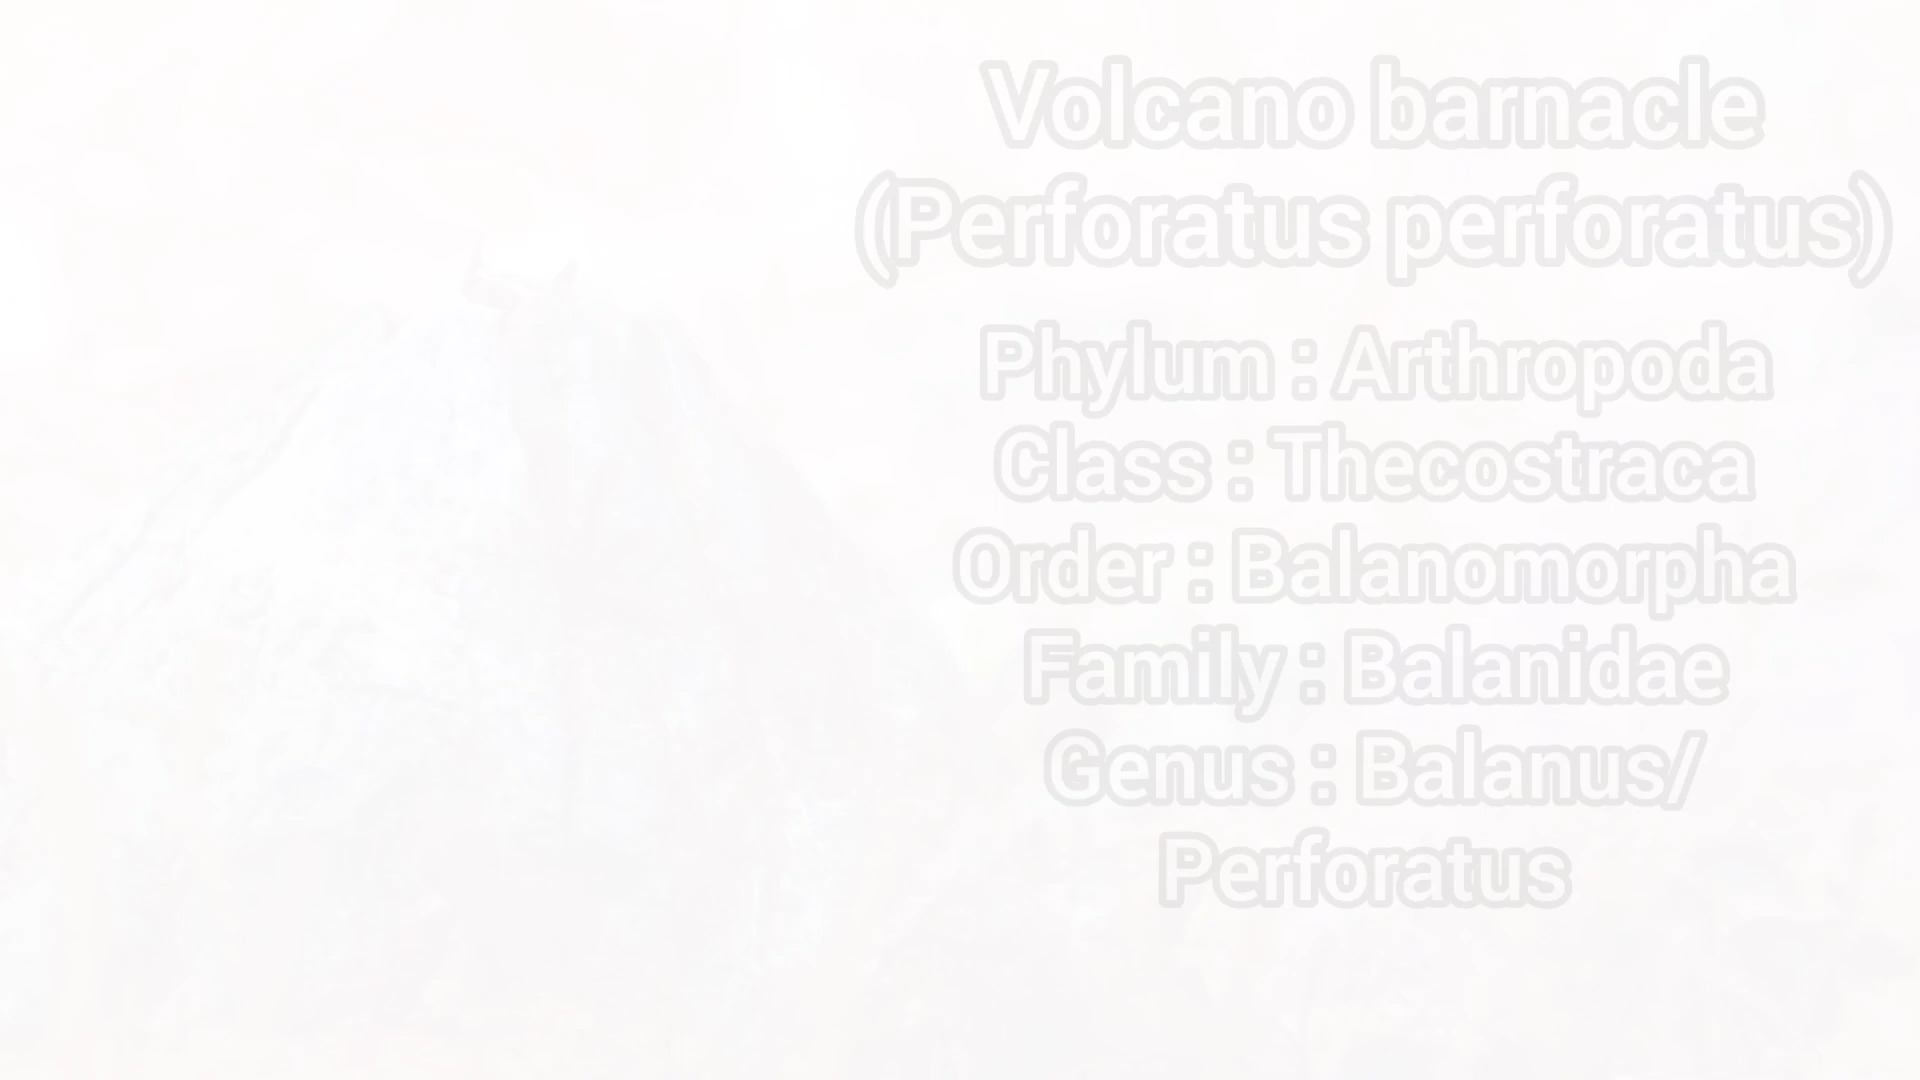 Volcano barnacle
(Perforatus perforatus)
Phylum : Arthropoda
Class : Thecostraca
Order : Balanomorpha
Family : Balanidae
Genus : Balanus/
Perforatus